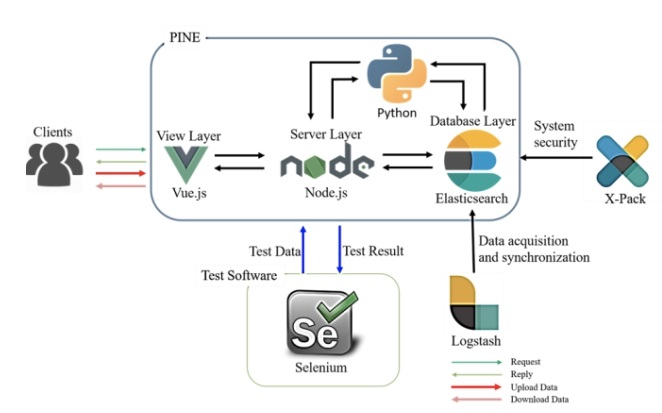 PINE
Python
Clients
View Layer
Server Layer
Database Layer
System
security
node
Vue.js
Node.js
Elasticsearch
X-Pack
Test Data
Test Result
Data acquisition
and synchronization
Test Software
Se
Selenium
Logstash
Request
Reply
Upload Data
Download Data